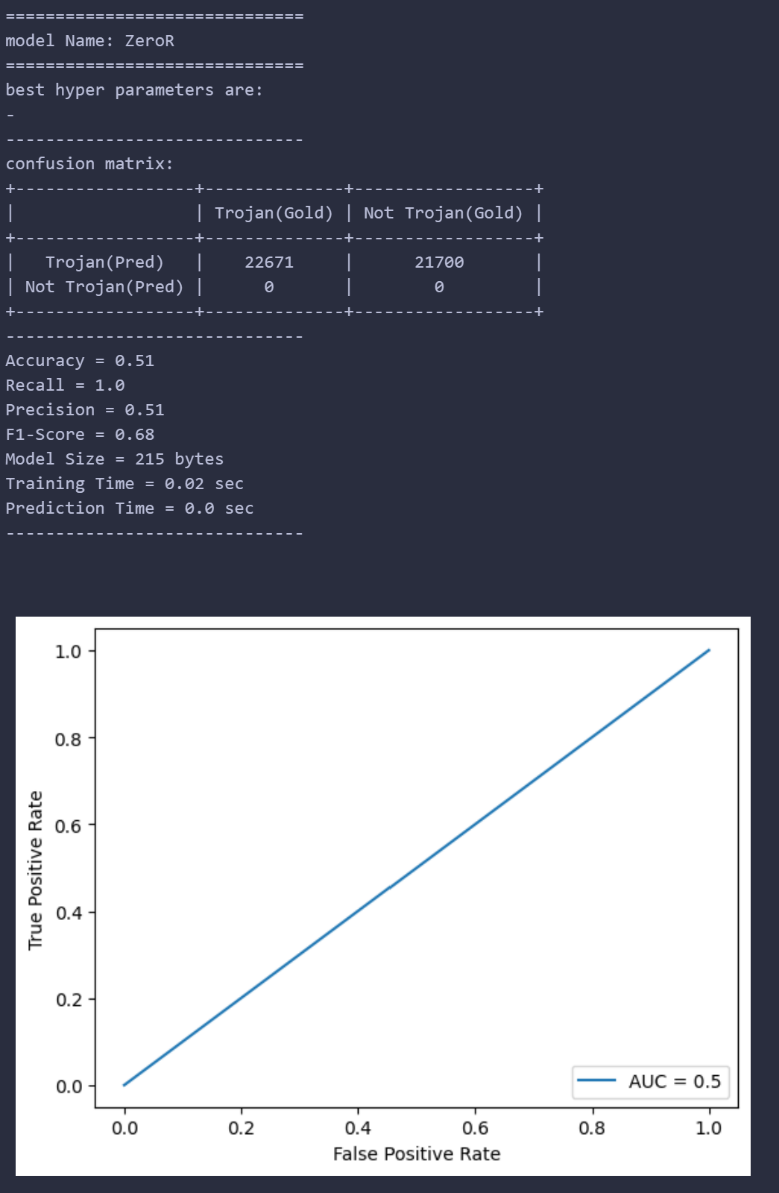 ==============================
model Name: ZeroR
==============================
best hyper parameters are:
-
------------------------------
confusion matrix:
+------------------+--------------+------------------+
|                  | Trojan(Gold) | Not Trojan(Gold) |
+------------------+--------------+------------------+
|   Trojan(Pred)   |    22671     |      21700       |
| Not Trojan(Pred) |      0       |        0         |
+------------------+--------------+------------------+
------------------------------
Accuracy = 0.51
Recall = 1.0
Precision = 0.51
F1-Score = 0.68
Model Size = 215 bytes
Training Time = 0.02 sec
Prediction Time = 0.0 sec
------------------------------
1.0
0.8
0.6
0.4
0.2
0.0
True Positive Rate
AUC = 0.5
0.0 0.2 0.4 0.6 0.8 1.0
False Positive Rate